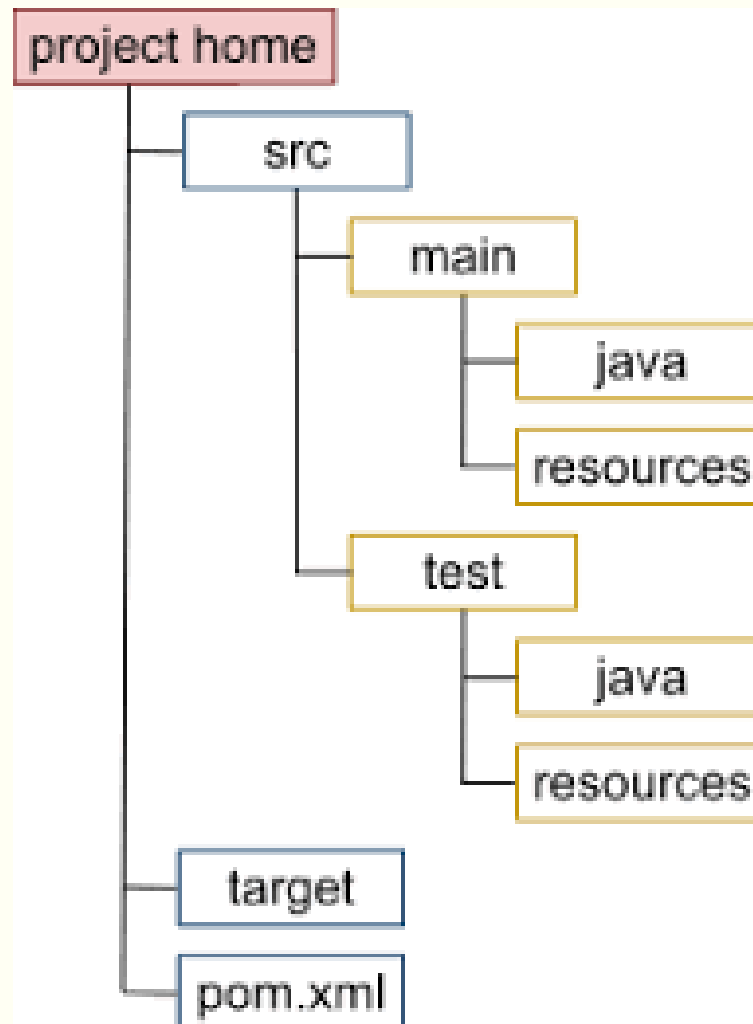 project home
src
main
java
resources
test
java
resources
target
pom.xml